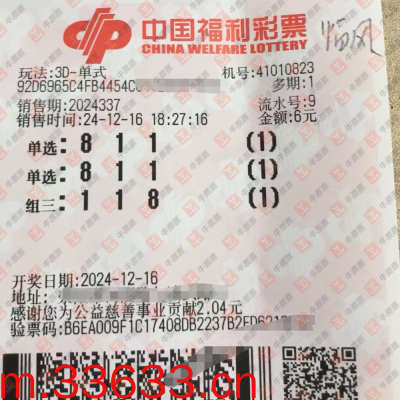 中国福利彩票
CHINA WELFARE LOTTERY
玩法:3D-单式 机号:41010823
92D6965C4FB4454C 多期:1
销售期:2024337 流水号:9
销售时间:24-12-16 18:27:16 金额:6元
单选: 8 1 1 (1)
单选: 8 1 1 (1)
组三: 1 1 8 (1)
开奖日期:2024-12-16
地址:
感谢您为公益慈善事业贡献2.04元
验票码:B6EA009F1C17408DB2237B2FD621
m.33633.cn